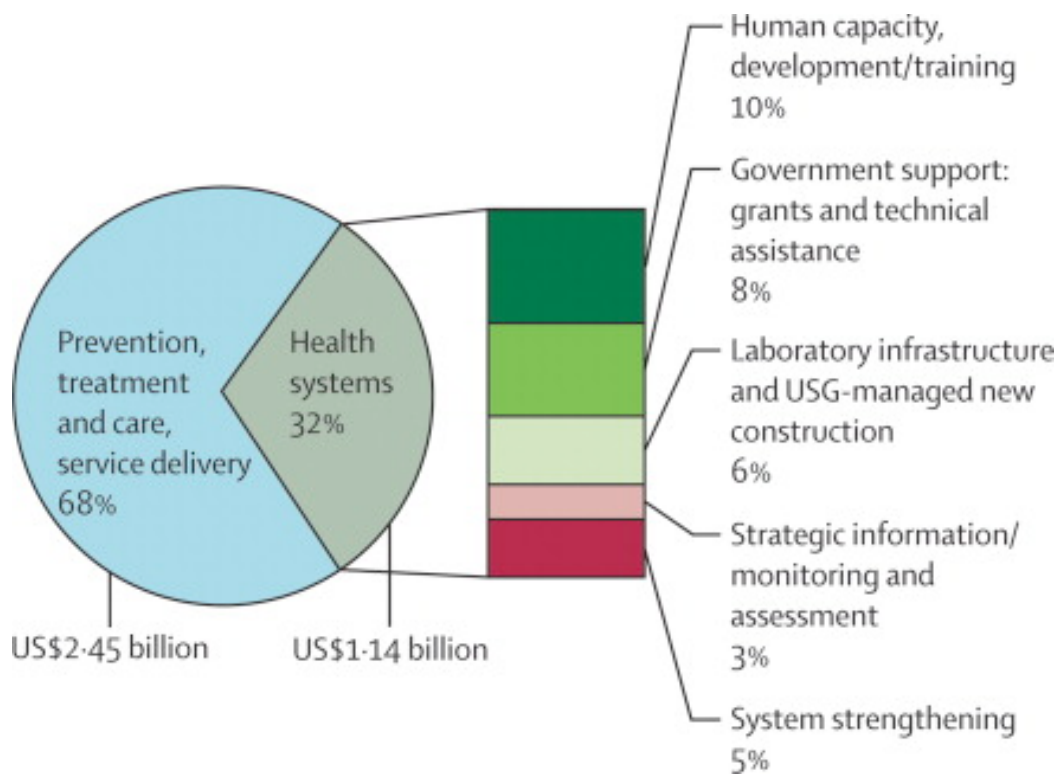 Human capacity,
development/training
10%
Government support:
grants and technical
assistance
8%
Laboratory infrastructure
and USG-managed new
construction
6%
Strategic information/
monitoring and
assessment
3%
System strengthening
5%
Prevention,
treatment
and care,
service delivery
68%
Health
systems
32%
US$2·45 billion
US$1·14 billion